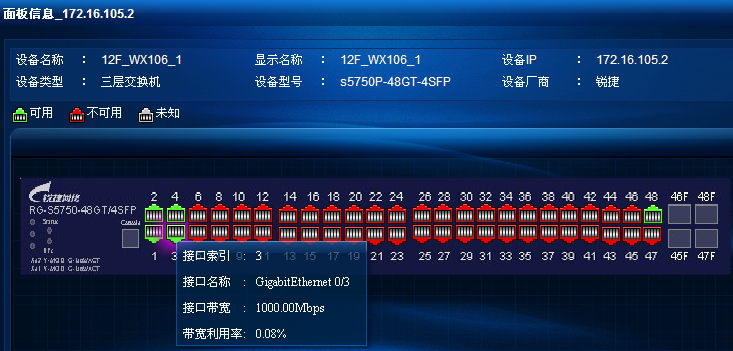 面板信息_172.16.105.2
设备名称 : 12F_WX106_1 显示名称 : 12F_WX106_1 设备IP : 172.16.105.2
设备类型 : 三层交换机 设备型号 : s5750P-48GT-4SFP 设备厂商 : 锐捷
可用 不可用 未知
锐捷网络
2 4 6 8 10 12 14 16 18 20 22 24 26 28 30 32 34 36 38 40 42 44 46 48 46F 48F
RG-S5750-48GT/4SFP
Status
Console
1 3 13 23 25 27 29 31 33 35 37 39 41 43 45 47 45F 47F
接口索引 : 3
接口名称 : GigabitEthernet 0/3
接口带宽 : 1000.00Mbps
带宽利用率: 0.08%